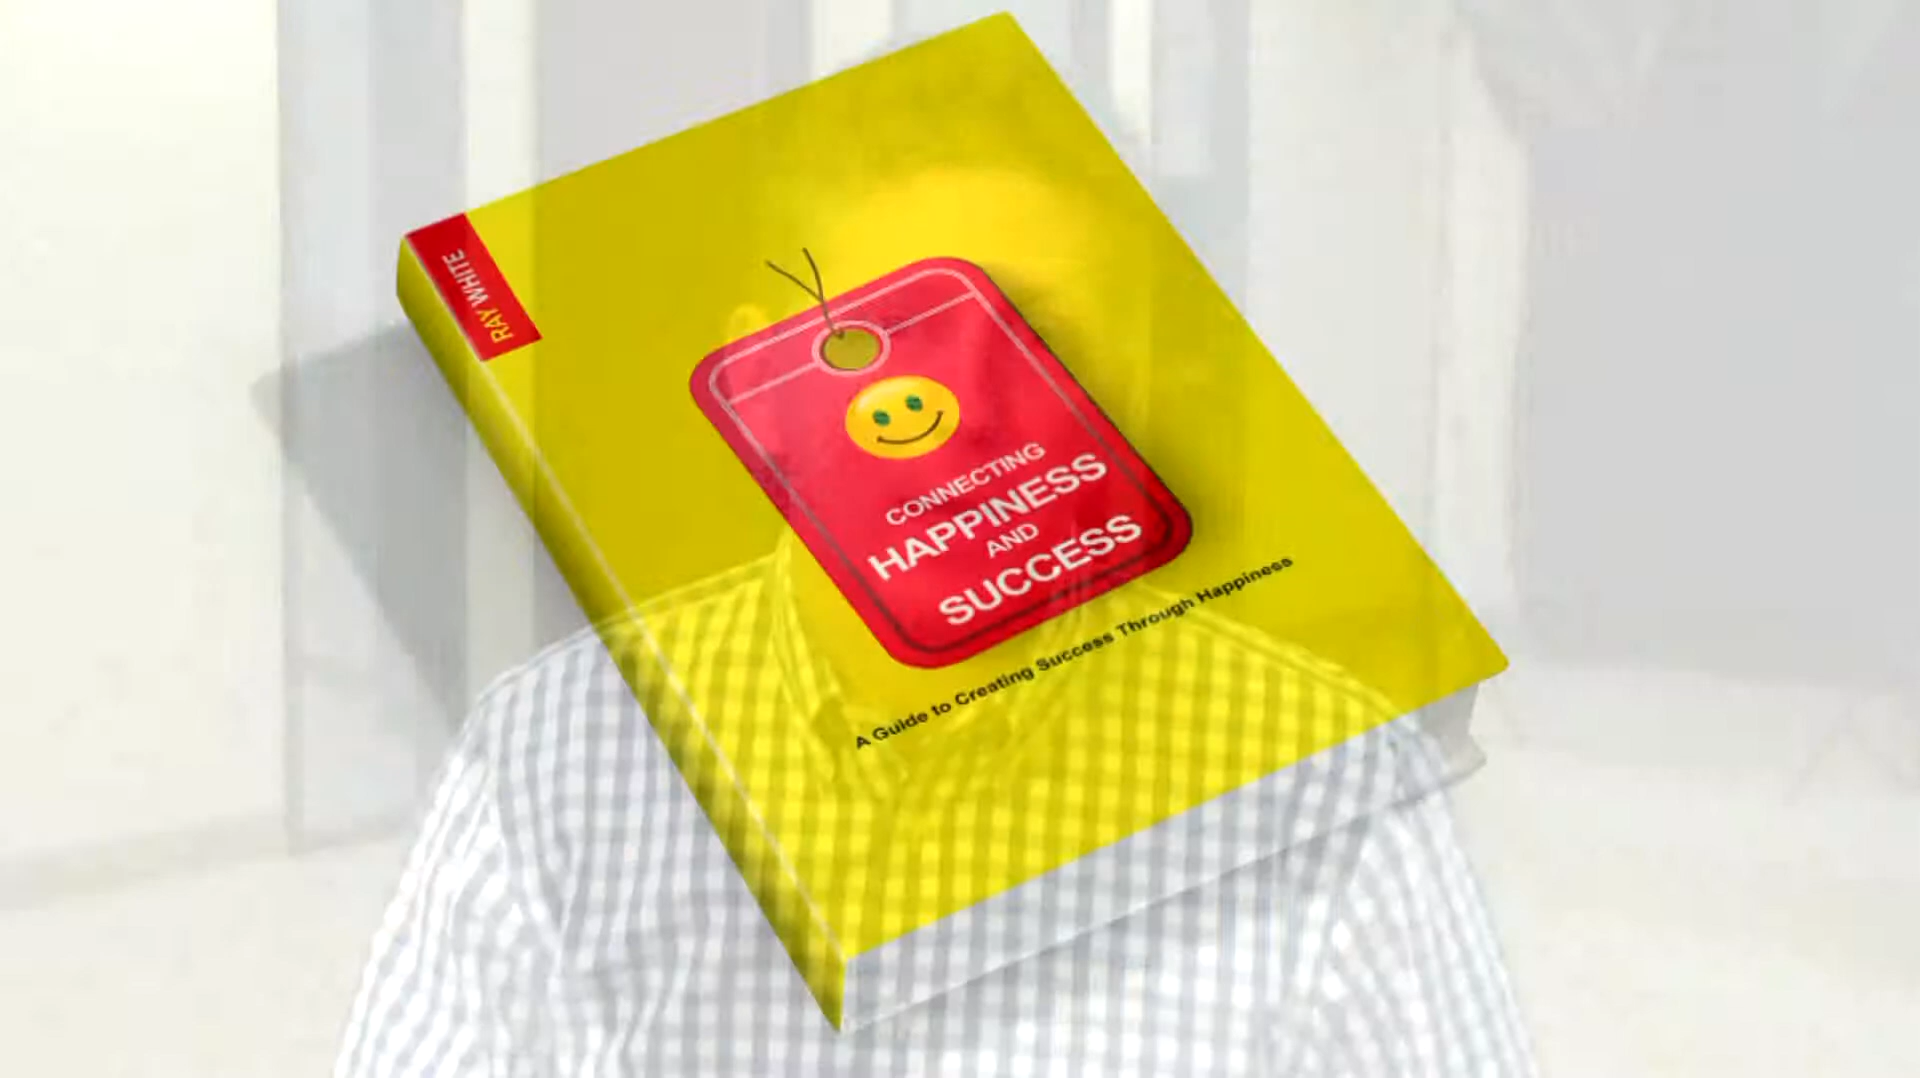 RAY WHITE
CONNECTING
HAPPINESS
AND
SUCCESS
A Guide to Creating Success Through Happiness